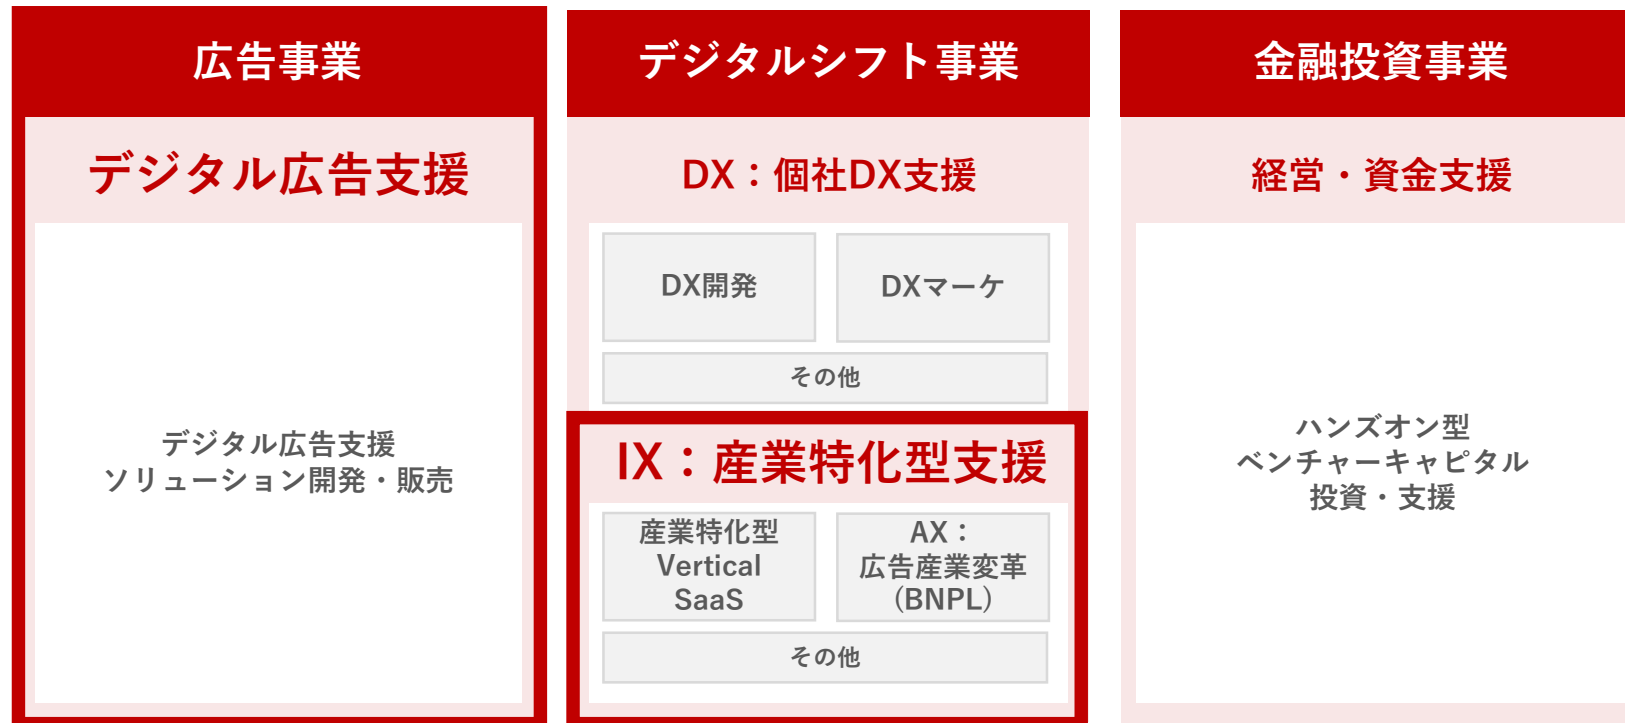 広告事業
デジタル広告支援
デジタル広告支援
ソリューション開発・販売
デジタルシフト事業
DX：個社DX支援
DX開発
DXマーケ
その他
IX：産業特化型支援
産業特化型
Vertical
SaaS
AX：
広告産業変革
(BNPL)
その他
金融投資事業
経営・資金支援
ハンズオン型
ベンチャーキャピタル
投資・支援